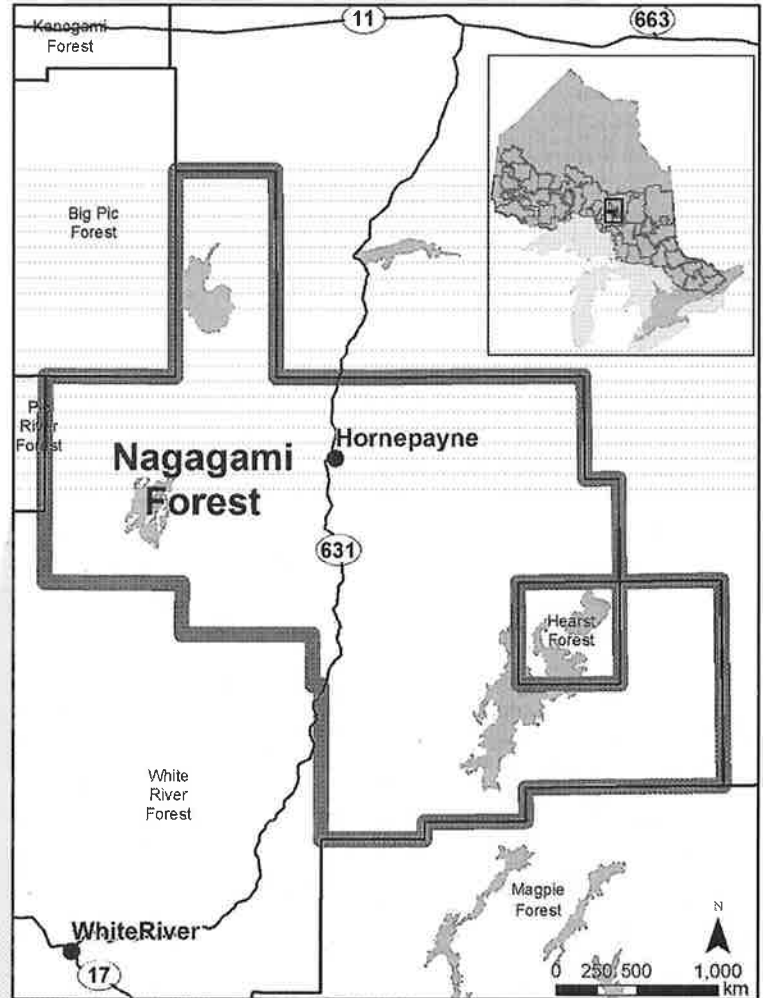 Kenogami
Forest
11
663
Big Pic
Forest
Pic
River
Forest
Nagagami
Forest
Hornepayne
631
Hearst
Forest
White
River
Forest
Magpie
Forest
WhiteRiver
17
N
0 250 500 1,000
km